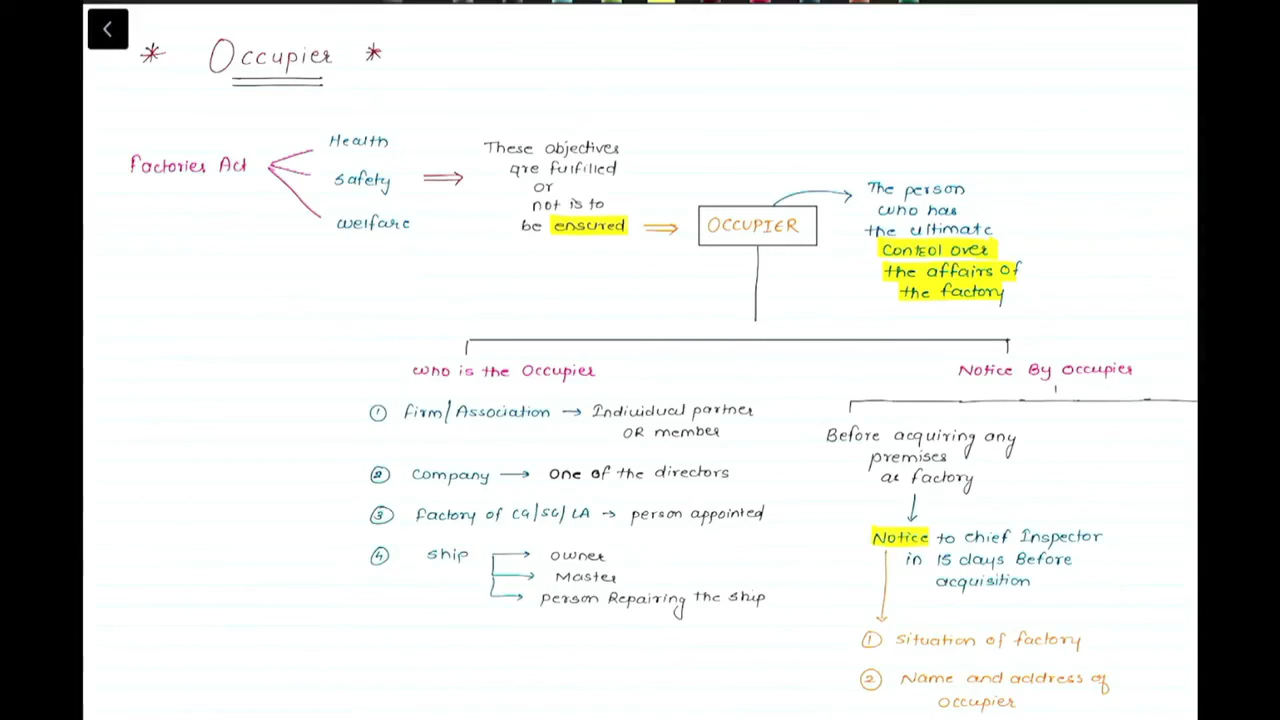 * Occupier *
Factories Act
Health
Safety
welfare
These objectives
are fulfilled
or
not is to
be ensured
OCCUPIER
The person
who has
the ultimate
Control over
the affairs of
the factory
who is the Occupier
① firm/Association → Individual partner
OR member
② Company → one of the directors
③ factory of CG/SG/LA → person appointed
④ ship → owner
→ Master
→ person Repairing the ship
Notice By occupier
Before acquiring any
premises
as factory
Notice to chief Inspector
in 15 days Before
acquisition
① Situation of factory
② Name and address of
occupier